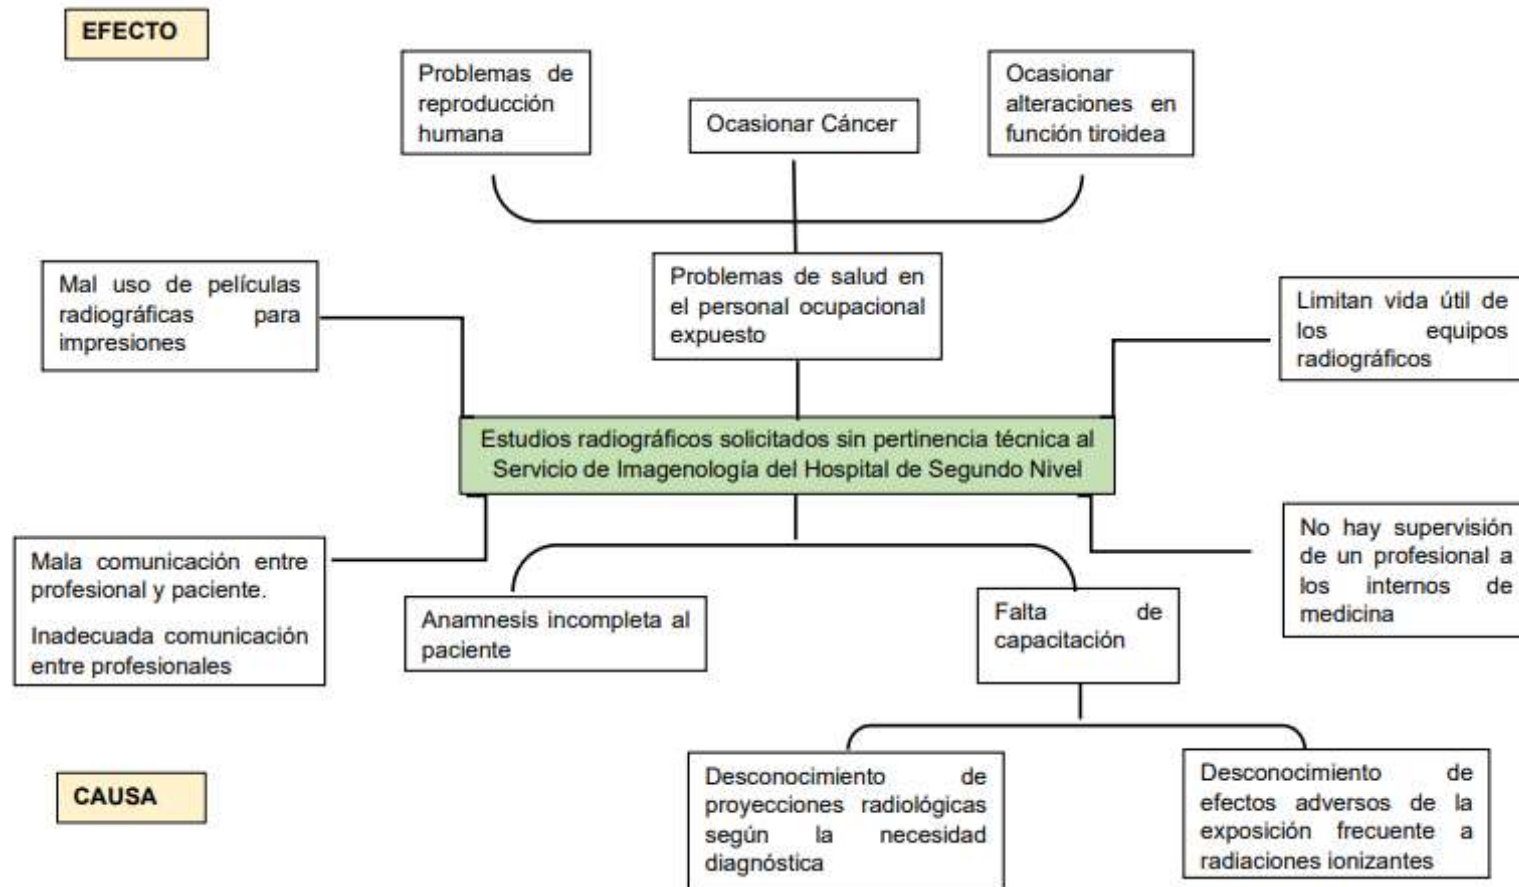 EFECTO
Problemas de
reproducción
humana
Ocasionar Cáncer
Ocasionar
alteraciones en
función tiroidea
Mal uso de películas
radiográficas para
impresiones
Problemas de salud en
el personal ocupacional
expuesto
Limitan vida útil de
los equipos
radiográficos
Estudios radiográficos solicitados sin pertinencia técnica al
Servicio de Imagenología del Hospital de Segundo Nivel
Mala comunicación entre
profesional y paciente.
Inadecuada comunicación
entre profesionales
Anamnesis incompleta al
paciente
Falta de
capacitación
No hay supervisión
de un profesional a
los internos de
medicina
CAUSA
Desconocimiento de
proyecciones radiológicas
según la necesidad
diagnóstica
Desconocimiento de
efectos adversos de la
exposición frecuente a
radiaciones ionizantes